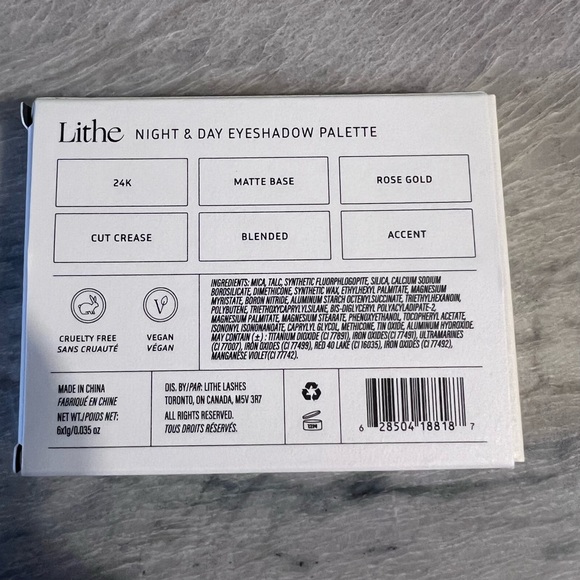 Lithe NIGHT & DAY EYESHADOW PALETTE
24K
MATTE BASE
ROSE GOLD
CUT CREASE
BLENDED
ACCENT
CRUELTY FREE
SANS CRUAUTÉ
VEGAN
VÉGAN
INGREDIENTS: MICA, TALC, SYNTHETIC FLUORPHLOGOPITE, SILICA, CALCIUM SODIUM
BOROSILICATE, DIMETHICONE, SYNTHETIC WAX, ETHYLHEXYL PALMITATE, MAGNESIUM
MYRISTATE, BORON NITRIDE, ALUMINUM STARCH OCTENYLSUCCINATE, TRIETHYLHEXANOIN,
POLYBUTENE, TRIETHOXYCAPRYLYLSILANE, BIS-DIGLYCERYL POLYACYLADIPATE-2,
MAGNESIUM PALMITATE, MAGNESIUM STEARATE, PHENOXYETHANOL, TOCOPHERYL ACETATE,
ISONONYL ISONONANOATE, CAPRYLYL GLYCOL, METHICONE, TIN OXIDE, ALUMINUM HYDROXIDE.
MAY CONTAIN (±) : TITANIUM DIOXIDE (CI 77891), IRON OXIDES(CI 77491), ULTRAMARINES
(CI 77007), IRON OXIDES (CI 77499), RED 40 LAKE (CI 16035), IRON OXIDES (CI 77492),
MANGANESE VIOLET(CI 77742).
MADE IN CHINA
FABRIQUÉ EN CHINE
NET WT./POIDS NET:
6x1g/0.035 oz
DIS. BY/PAR: LITHE LASHES
TORONTO, ON CANADA, M5V 3R7
ALL RIGHTS RESERVED.
TOUS DROITS RÉSERVÉS.
12M
6 28504 18818 7